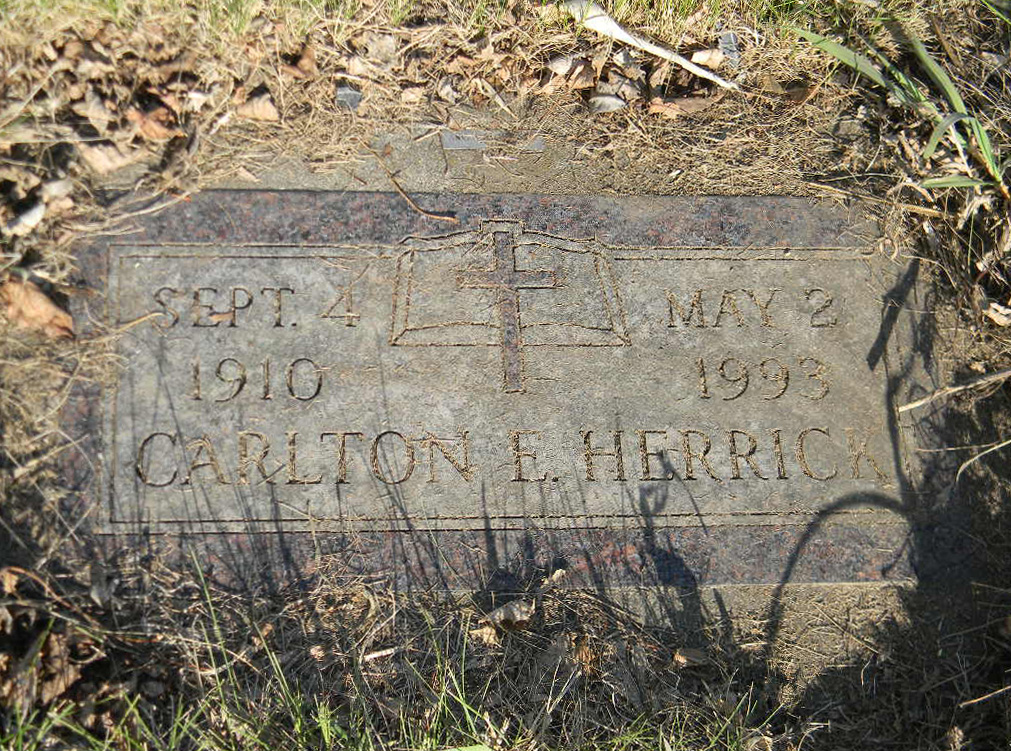 SEPT. 4 MAY 2
1910 1993
CARLTON E. HERRICK